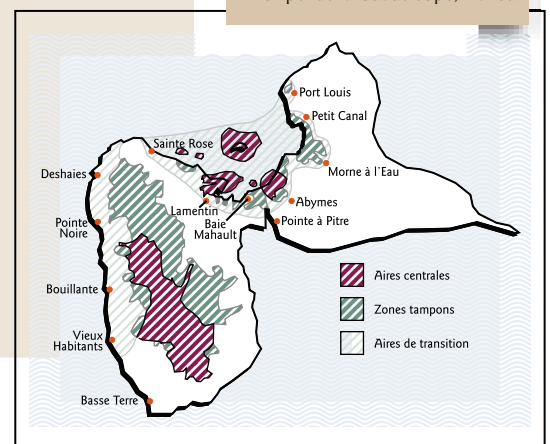 Port Louis
Petit Canal
Sainte Rose
Morne à l'Eau
Deshaies
Lamentin
Abymes
Baie
Mahault
Pointe à Pitre
Pointe
Noire
Aires centrales
Bouillante
Zones tampons
Vieux
Habitants
Aires de transition
Basse Terre